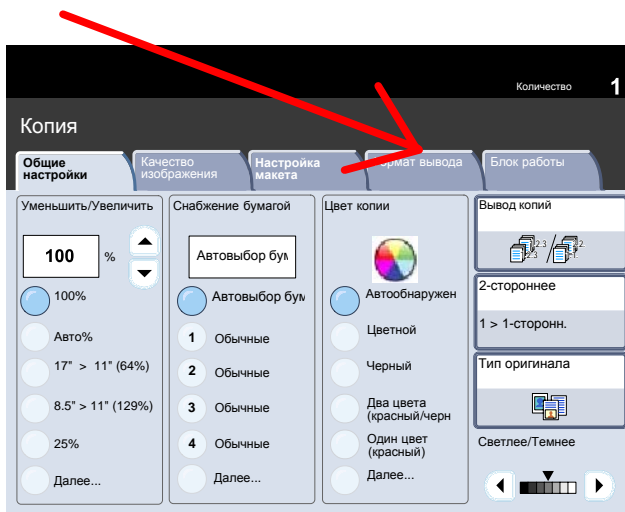 Количество 1
Копия
Общие
настройки
Качество
изображения
Настройка
макета
Формат вывода
Блок работы
Уменьшить/Увеличить
100 %
100%
Авто%
17" > 11" (64%)
8.5" > 11" (129%)
25%
Далее...
Снабжение бумагой
Автовыбор бум
Автовыбор бум
1 Обычные
2 Обычные
3 Обычные
4 Обычные
Далее...
Цвет копии
Автообнаружен
Цветной
Черный
Два цвета
(красный/черн
Один цвет
(красный)
Далее...
Вывод копий
2-стороннее
1 > 1-сторонн.
Тип оригинала
Светлее/Темнее